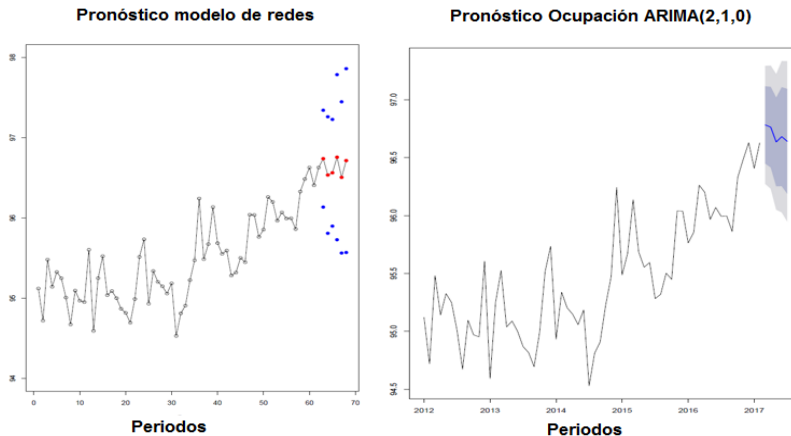 Pronóstico modelo de redes
98
97
96
95
94
0 10 20 30 40 50 60 70
Periodos
Pronóstico Ocupación ARIMA(2,1,0)
97.0
96.5
96.0
95.5
95.0
94.5
2012 2013 2014 2015 2016 2017
Periodos